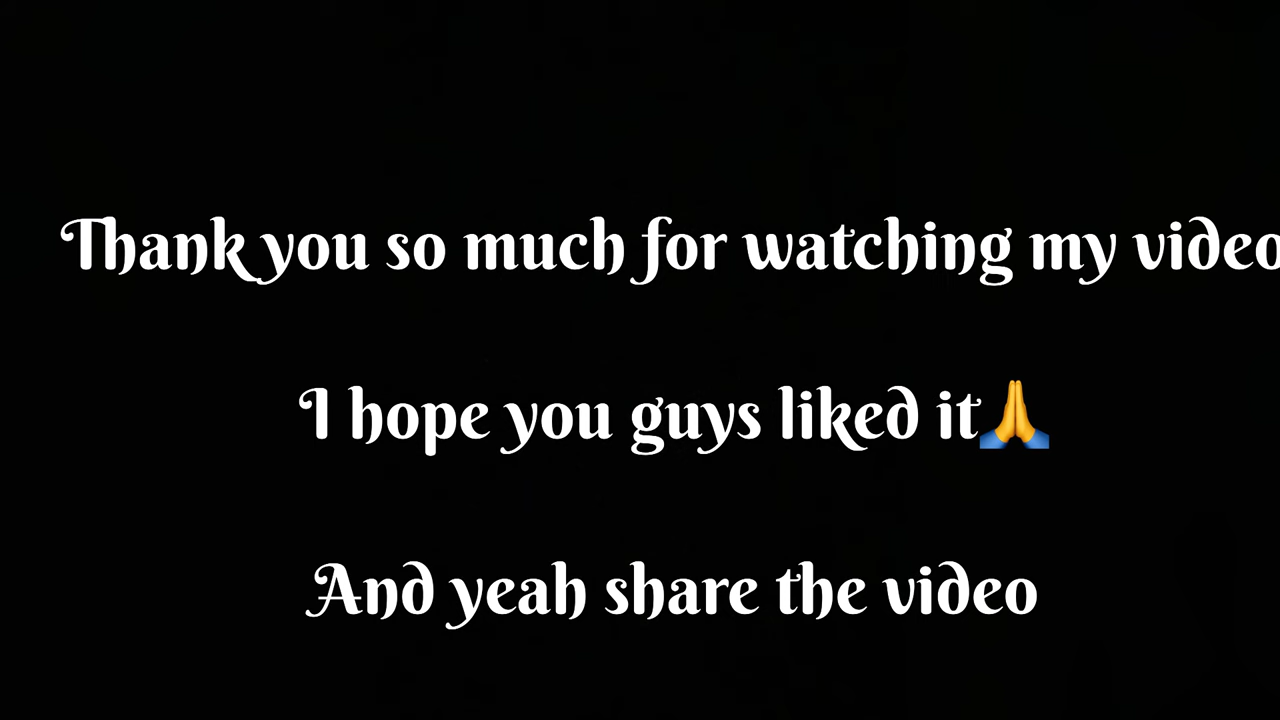 Thank you so much for watching my video
I hope you guys liked it🙏
And yeah share the video